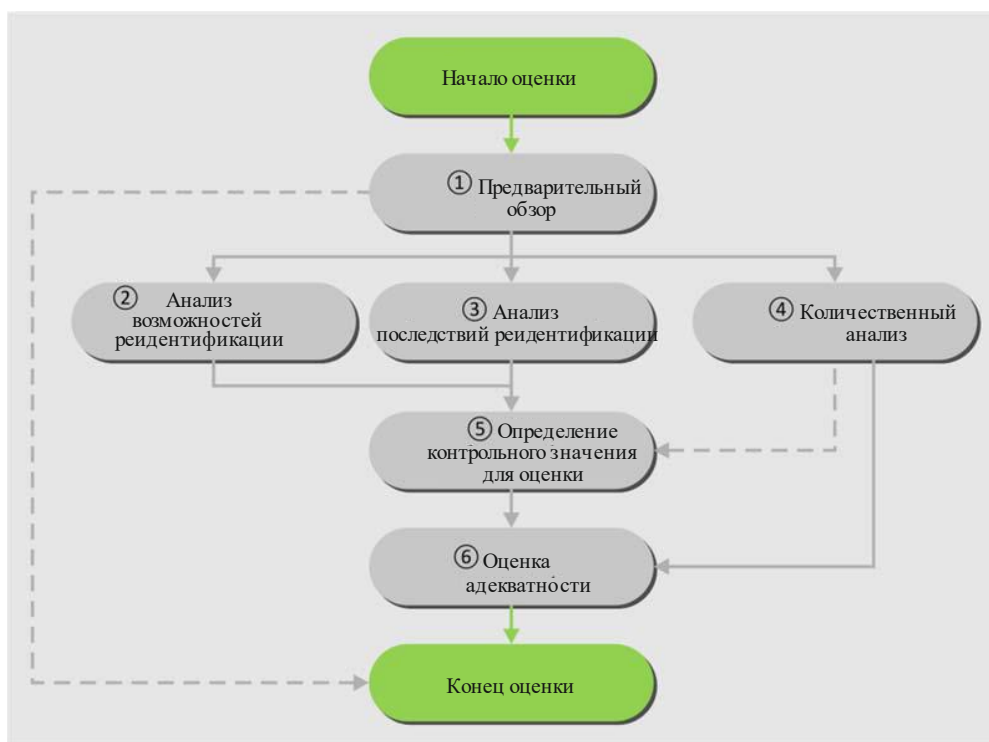 Начало оценки
① Предварительный
обзор
② Анализ
возможностей
реидентификации
③ Анализ
последствий реидентификации
④ Количественный
анализ
⑤ Определение
контрольного значения
для оценки
⑥ Оценка
адекватности
Конец оценки